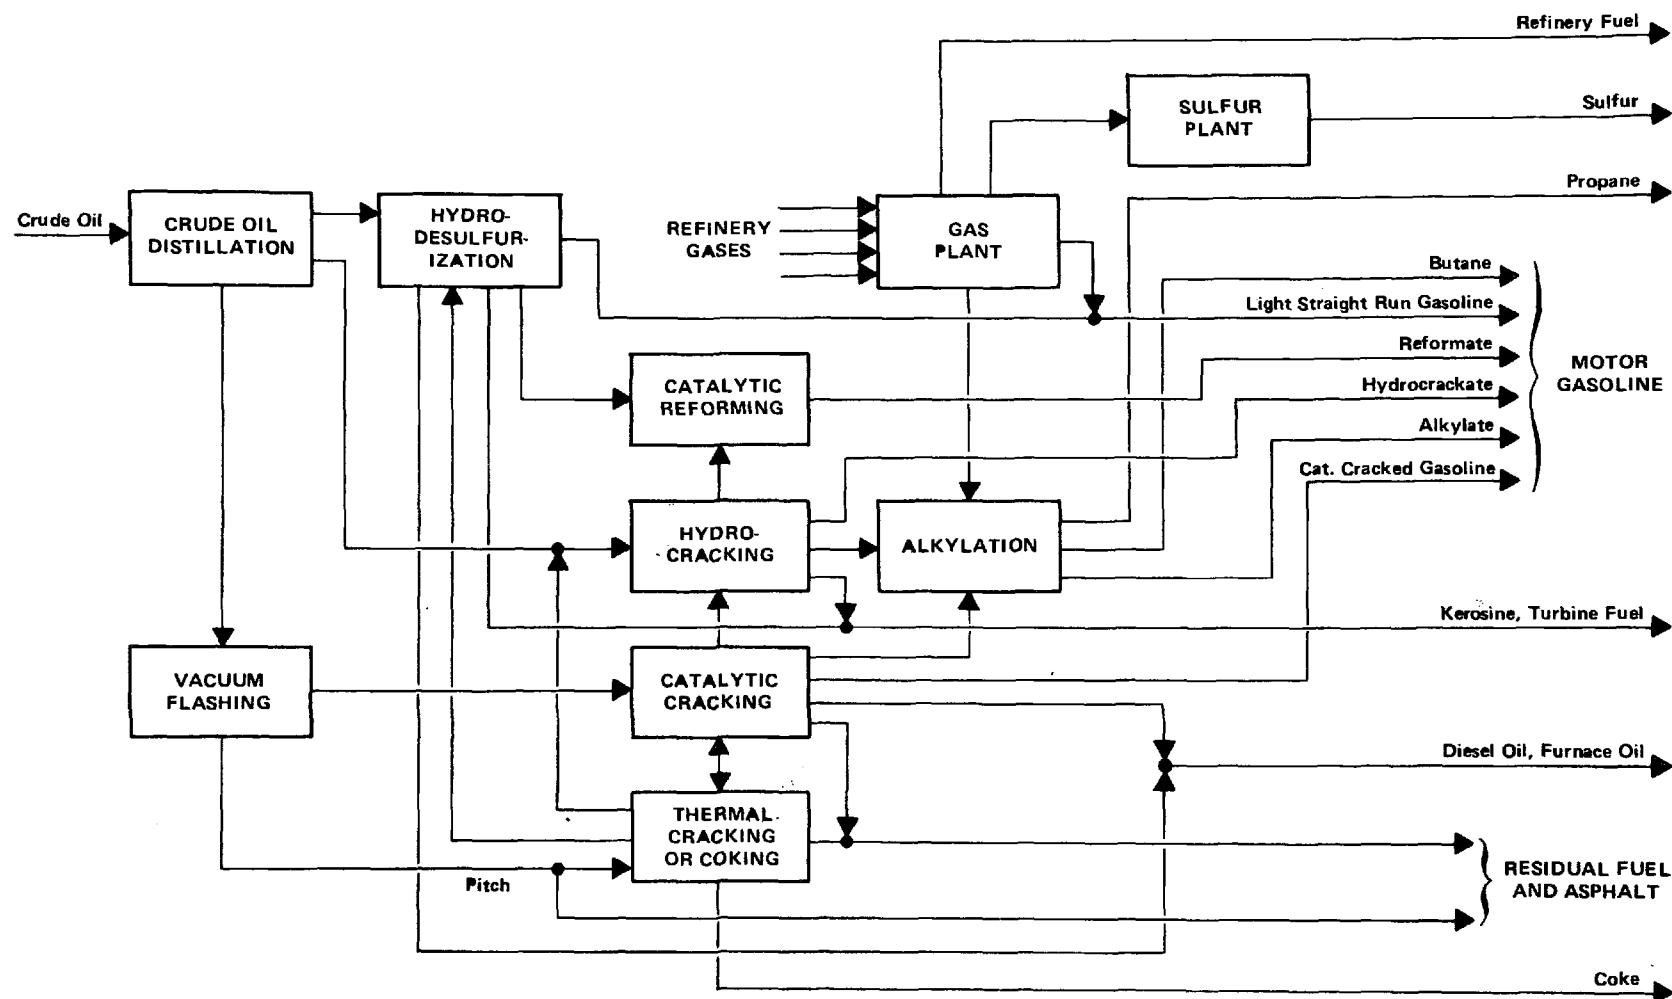 Refinery Fuel
SULFUR
PLANT
Sulfur
Propane
Crude Oil
CRUDE OIL
DISTILLATION
HYDRO-
DESULFUR-
IZATION
REFINERY
GASES
GAS
PLANT
Butane
Light Straight Run Gasoline
Reformate
Hydrocrackate
Alkylate
Cat. Cracked Gasoline
MOTOR
GASOLINE
CATALYTIC
REFORMING
HYDRO-
CRACKING
ALKYLATION
Kerosine, Turbine Fuel
VACUUM
FLASHING
CATALYTIC
CRACKING
Diesel Oil, Furnace Oil
THERMAL
CRACKING
OR COKING
Pitch
RESIDUAL FUEL
AND ASPHALT
Coke